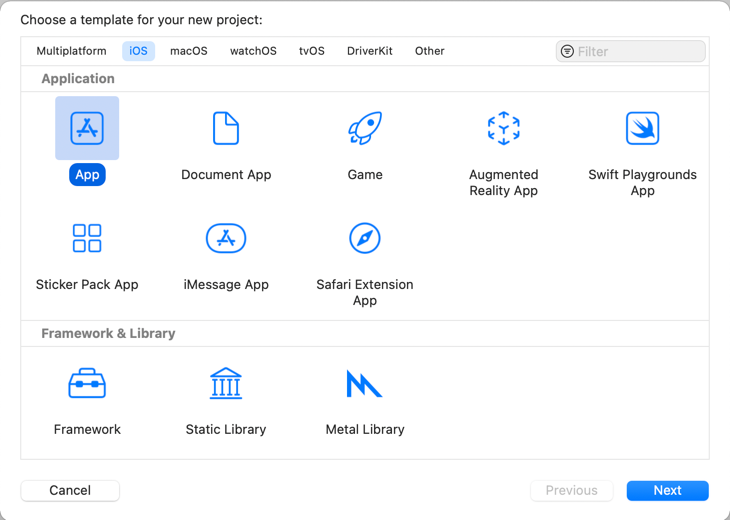 Choose a template for your new project:
Multiplatform iOS macOS watchOS tvOS DriverKit Other Filter
Application
App Document App Game Augmented Reality App Swift Playgrounds App
Sticker Pack App iMessage App Safari Extension App
Framework & Library
Framework Static Library Metal Library
Cancel Previous Next